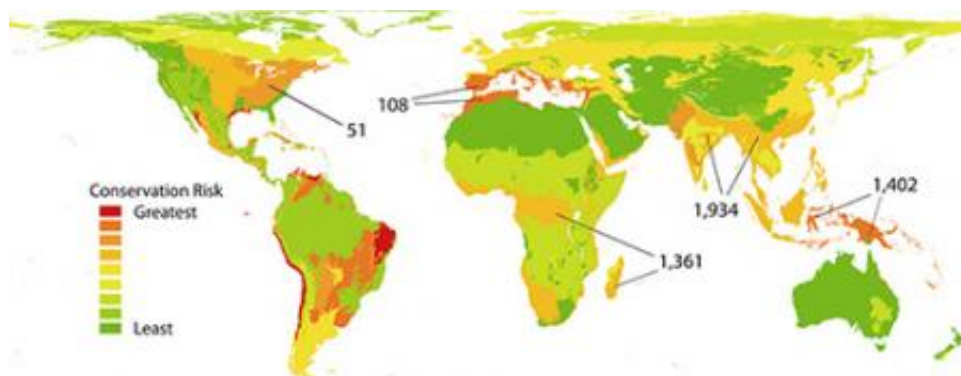 108
51
Conservation Risk
Greatest
1,402
1,934
1,361
Least